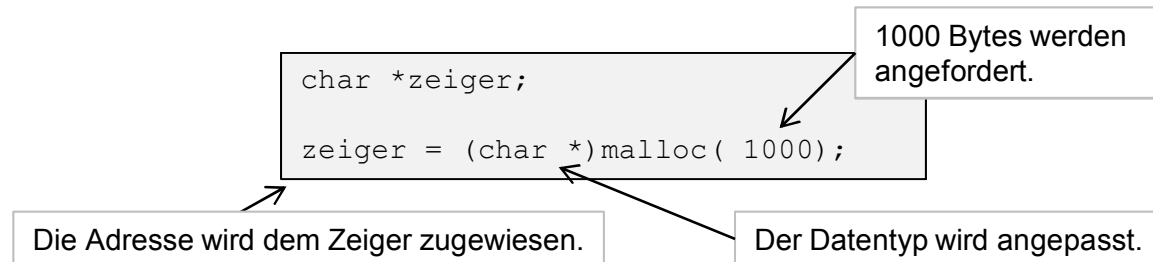 1000 Bytes werden
angefordert.
char *zeiger;
zeiger = (char *)malloc( 1000);
Die Adresse wird dem Zeiger zugewiesen.
Der Datentyp wird angepasst.